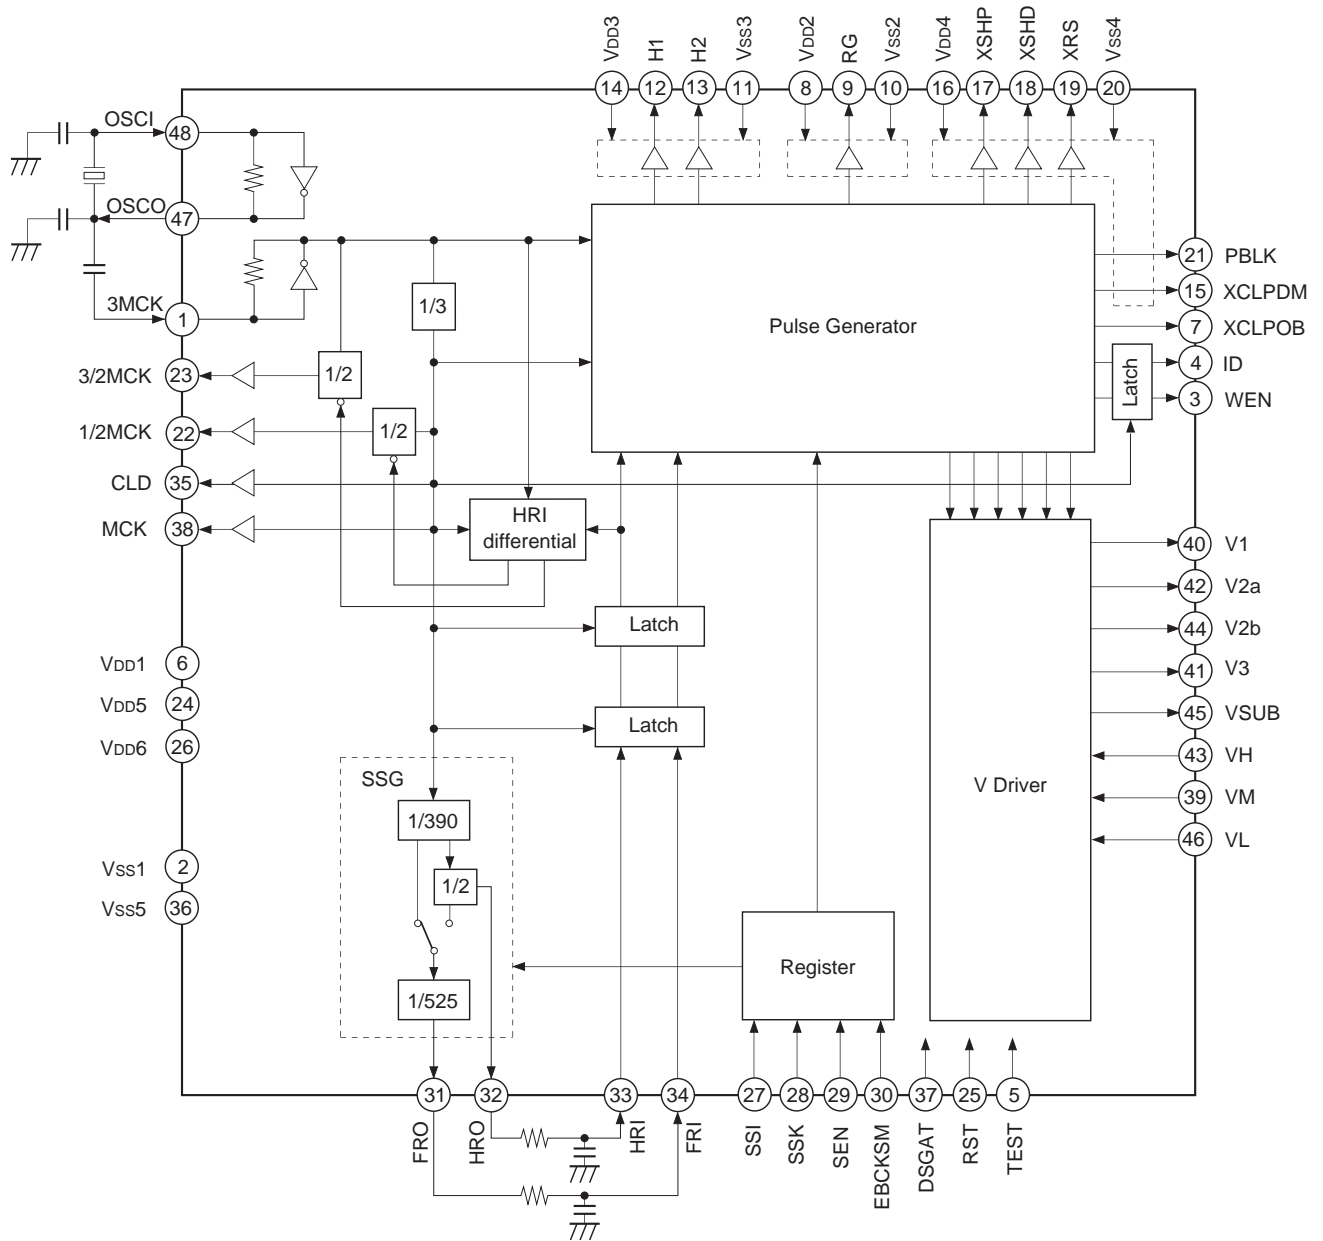 VDD3
H1
H2
VSS3
VDD2
RG
VSS2
VDD4
XSHP
XSHD
XRS
VSS4
14
12
13
11
8
9
10
16
17
18
19
20
OSCI
48
OSCO
47
3MCK
1
3/2MCK
23
1/2MCK
22
CLD
35
MCK
38
1/3
1/2
1/2
HRI
differential
Pulse Generator
Latch
21
PBLK
15
XCLPDM
7
XCLPOB
4
ID
3
WEN
40
V1
42
V2a
44
V2b
41
V3
45
VSUB
43
VH
39
VM
46
VL
VDD1
6
VDD5
24
VDD6
26
VSS1
2
VSS5
36
Latch
Latch
SSG
1/390
1/2
1/525
Register
V Driver
31
32
33
34
27
28
29
30
37
25
5
FRO
HRO
HRI
FRI
SSI
SSK
SEN
EBCKSM
DSGAT
RST
TEST